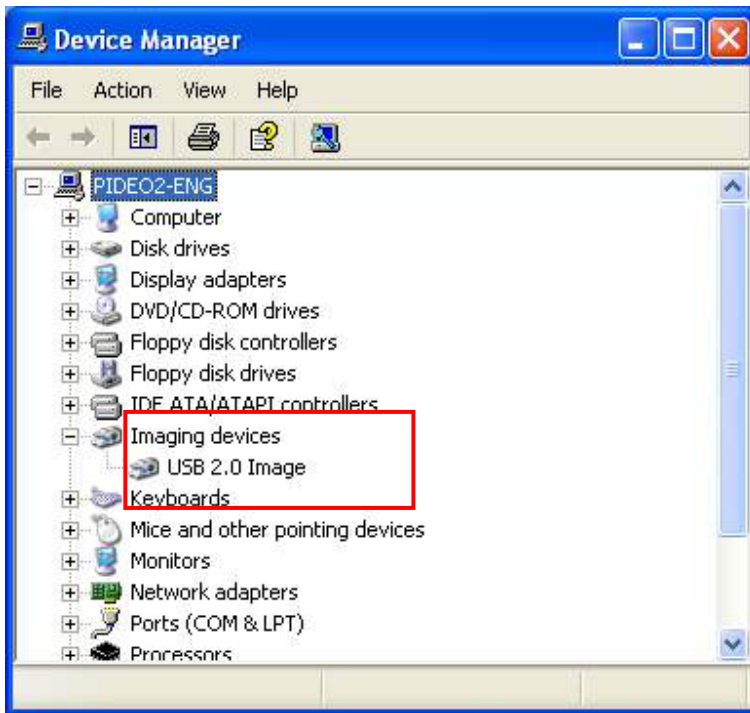 Device Manager
File Action View Help
PIDEO2-ENG
Computer
Disk drives
Display adapters
DVD/CD-ROM drives
Floppy disk controllers
Floppy disk drives
IDE ATA/ATAPI controllers
Imaging devices
USB 2.0 Image
Keyboards
Mice and other pointing devices
Monitors
Network adapters
Ports (COM & LPT)
Processors